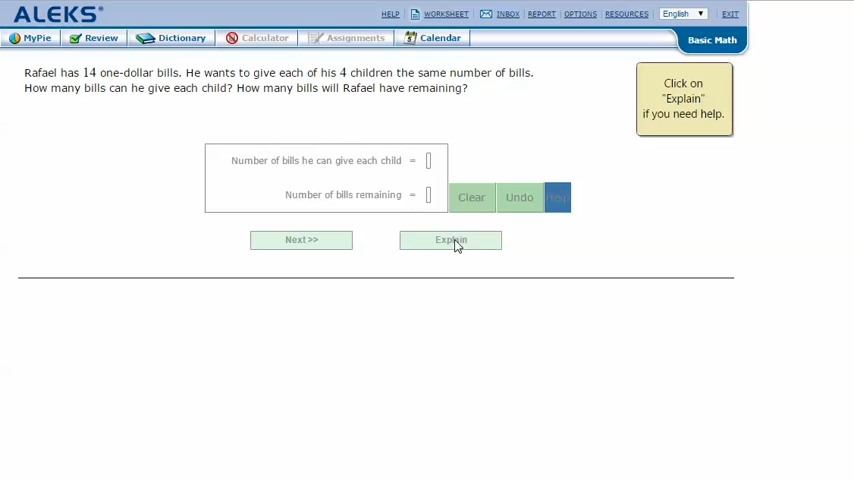 ALEKS®
HELP WORKSHEET INBOX REPORT OPTIONS RESOURCES English ▼ EXIT
MyPie Review Dictionary Calculator Assignments 5 Calendar Basic Math
Rafael has 14 one-dollar bills. He wants to give each of his 4 children the same number of bills.
How many bills can he give each child? How many bills will Rafael have remaining?
Click on
"Explain"
if you need help.
Number of bills he can give each child =
Number of bills remaining =
Clear Undo Help
Next >> Explain